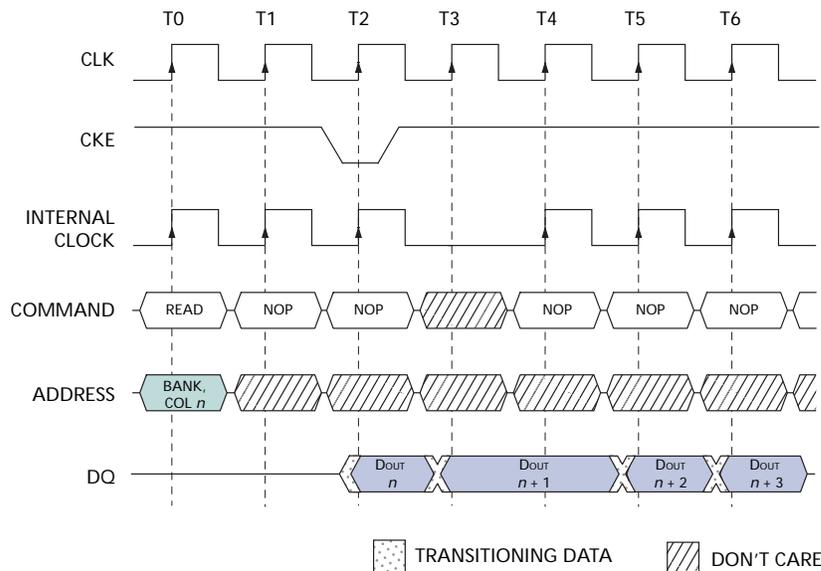 T0 T1 T2 T3 T4 T5 T6
CLK
CKE
INTERNAL
CLOCK
COMMAND READ NOP NOP NOP NOP NOP
ADDRESS BANK,
COL n
DQ DOUT
n
DOUT
n + 1
DOUT
n + 2
DOUT
n + 3
TRANSITIONING DATA DON'T CARE